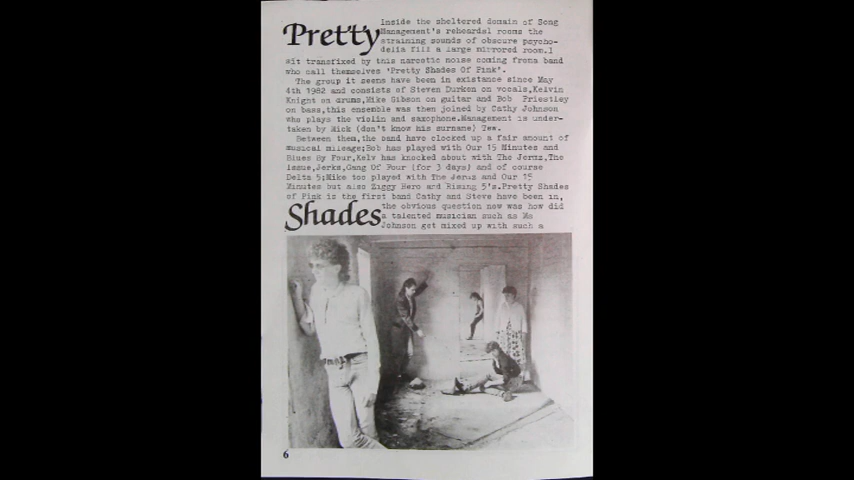 Pretty
Inside the sheltered domain of Song
Management's rehearsal rooms the
straining sounds of obscure psycho-
delia fill a large mirrored room.I
sit transfixed by this narcotic noise coming froma band
who call themselves 'Pretty Shades Of Pink'.
The group it seems have been in existance since May
4th 1982 and consists of Steven Durken on vocals,Kelvin
Knight on drums,Mike Gibson on guitar and Bob Priestley
on bass,this ensemble was then joined by Cathy Johnson
who plays the violin and saxophone.Management is under-
taken by Mick (don't know his surname) Tew.
Between them,the band have clocked up a fair amount of
musical mileage;Bob has played with Our 15 Minutes and
Blues By Four,Kelv has knocked about with The Jerms,The
Issue,Jerks,Gang Of Four (for 3 days) and of course
Delta 5;Mike too played with The Jerms and Our 15
Minutes but also Ziggy Hero and Rising 5's.Pretty Shades
of Pink is the first band Cathy and Steve have been in,
Shades
the obvious question now was how did
a talented musician such as Ms
Johnson get mixed up with such a
6